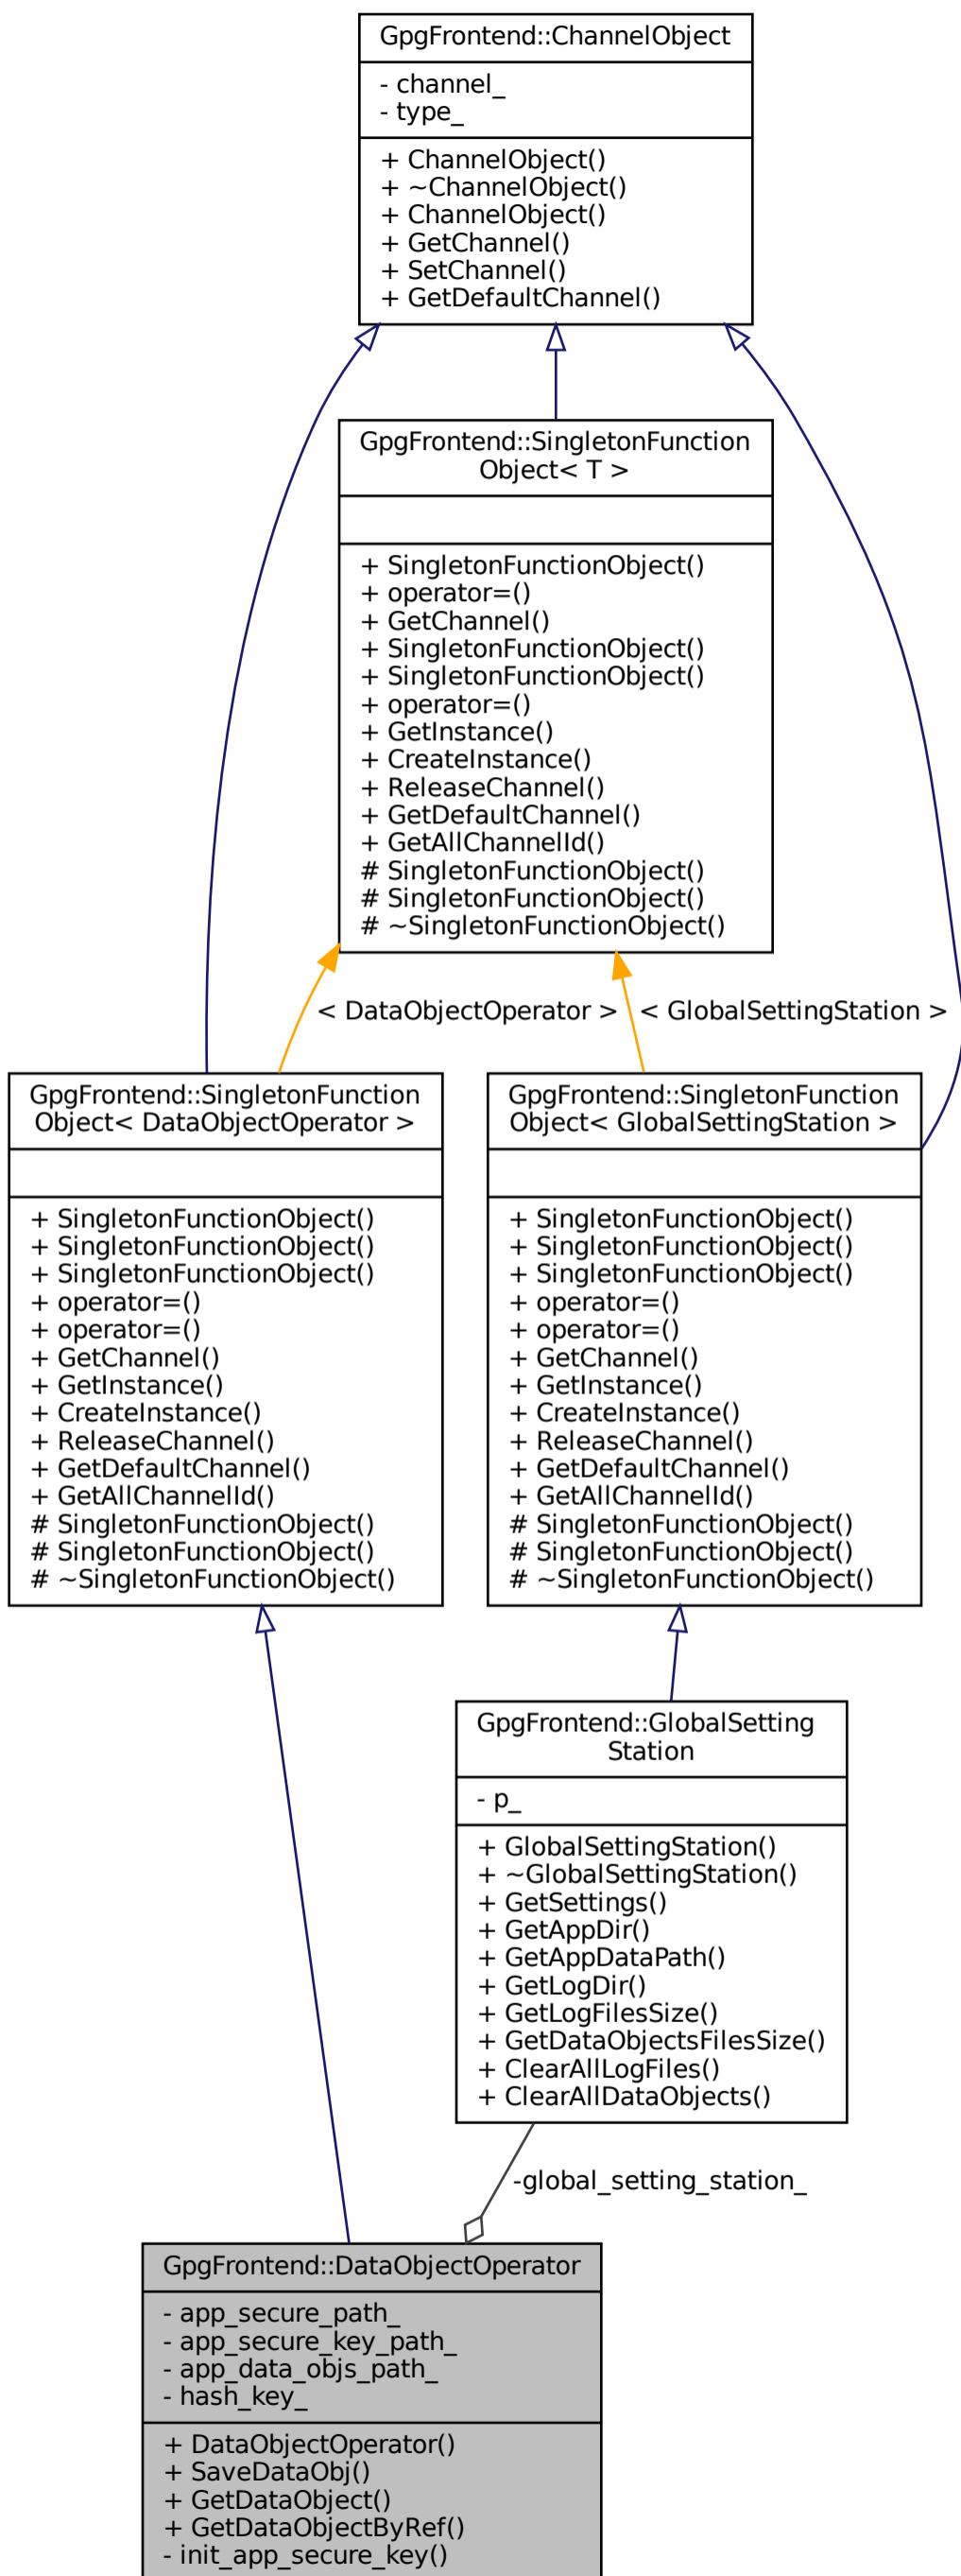 GpgFrontend::ChannelObject
- channel_
- type_
+ ChannelObject()
+ ~ChannelObject()
+ ChannelObject()
+ GetChannel()
+ SetChannel()
+ GetDefaultChannel()
GpgFrontend::SingletonFunction
Object< T >
+ SingletonFunctionObject()
+ operator=()
+ GetChannel()
+ SingletonFunctionObject()
+ SingletonFunctionObject()
+ operator=()
+ GetInstance()
+ CreateInstance()
+ ReleaseChannel()
+ GetDefaultChannel()
+ GetAllChannelId()
# SingletonFunctionObject()
# SingletonFunctionObject()
# ~SingletonFunctionObject()
< DataObjectOperator >
< GlobalSettingStation >
GpgFrontend::SingletonFunction
Object< DataObjectOperator >
+ SingletonFunctionObject()
+ SingletonFunctionObject()
+ SingletonFunctionObject()
+ operator=()
+ operator=()
+ GetChannel()
+ GetInstance()
+ CreateInstance()
+ ReleaseChannel()
+ GetDefaultChannel()
+ GetAllChannelId()
# SingletonFunctionObject()
# SingletonFunctionObject()
# ~SingletonFunctionObject()
GpgFrontend::SingletonFunction
Object< GlobalSettingStation >
+ SingletonFunctionObject()
+ SingletonFunctionObject()
+ SingletonFunctionObject()
+ operator=()
+ operator=()
+ GetChannel()
+ GetInstance()
+ CreateInstance()
+ ReleaseChannel()
+ GetDefaultChannel()
+ GetAllChannelId()
# SingletonFunctionObject()
# SingletonFunctionObject()
# ~SingletonFunctionObject()
GpgFrontend::GlobalSetting
Station
- p_
+ GlobalSettingStation()
+ ~GlobalSettingStation()
+ GetSettings()
+ GetAppDir()
+ GetAppDataPath()
+ GetLogDir()
+ GetLogFilesSize()
+ GetDataObjectsFilesSize()
+ ClearAllLogFiles()
+ ClearAllDataObjects()
-global_setting_station_
GpgFrontend::DataObjectOperator
- app_secure_path_
- app_secure_key_path_
- app_data_objs_path_
- hash_key_
+ DataObjectOperator()
+ SaveDataObj()
+ GetDataObject()
+ GetDataObjectByRef()
- init_app_secure_key()